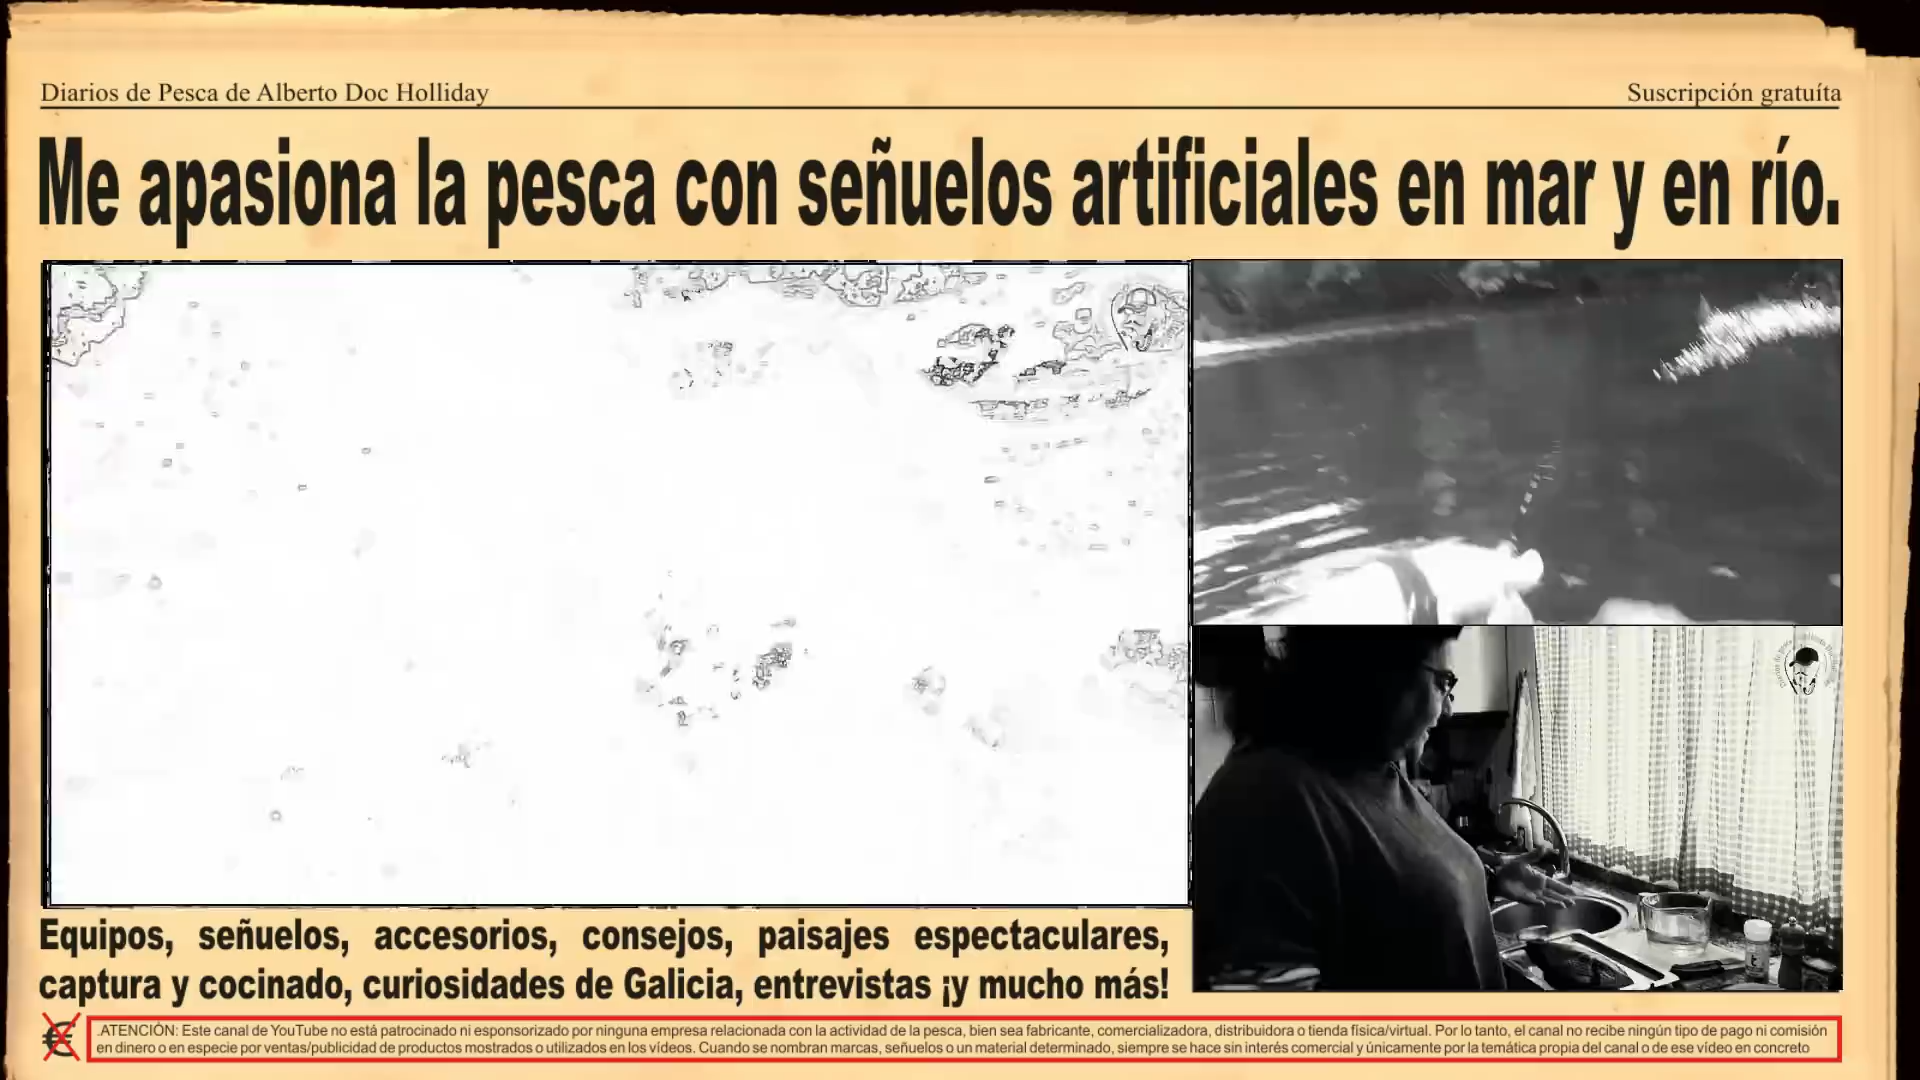 Diarios de Pesca de Alberto Doc Holliday
Suscripción gratuíta
Me apasiona la pesca con señuelos artificiales en mar y en río.
Equipos, señuelos, accesorios, consejos, paisajes espectaculares,
captura y cocinado, curiosidades de Galicia, entrevistas ¡y mucho más!
.ATENCIÓN: Este canal de YouTube no está patrocinado ni esponsorizado por ninguna empresa relacionada con la actividad de la pesca, bien sea fabricante, comercializadora, distribuidora o tienda física/virtual. Por lo tanto, el canal no recibe ningún tipo de pago ni comisión
en dinero o en especie por ventas/publicidad de productos mostrados o utilizados en los vídeos. Cuando se nombran marcas, señuelos o un material determinado, siempre se hace sin interés comercial y únicamente por la temática propia del canal o de ese vídeo en concreto